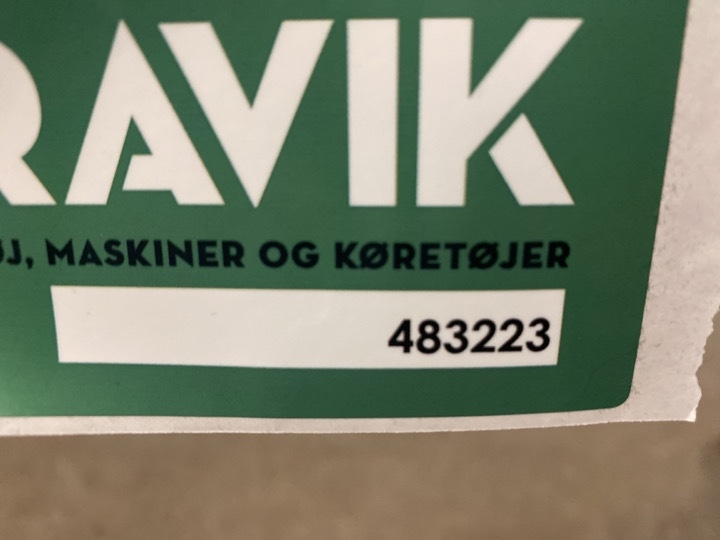 RAVIK
ØJ, MASKINER OG KØRETØJER
483223